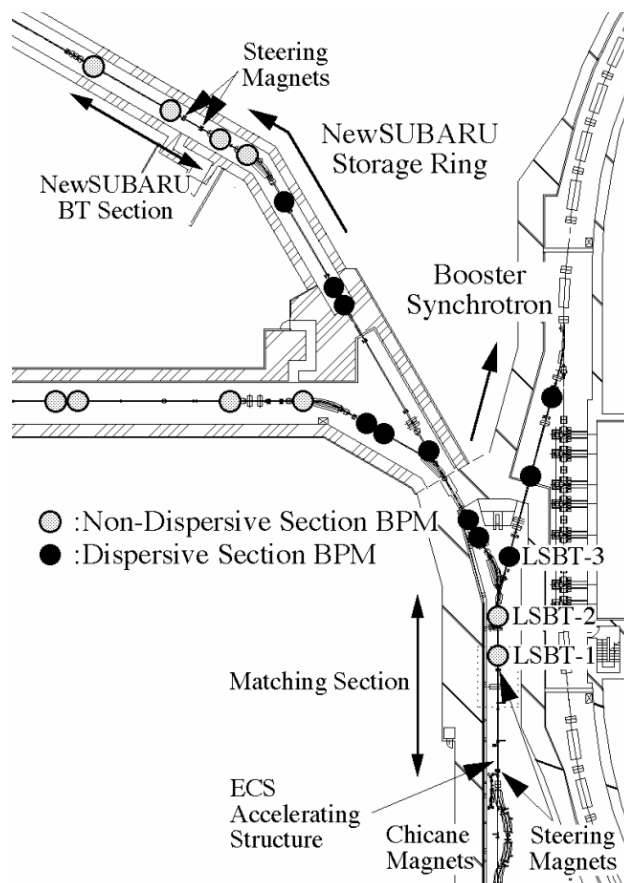 Steering
Magnets
NewSUBARU
Storage Ring
NewSUBARU
BT Section
Booster
Synchrotron
:Non-Dispersive Section BPM
:Dispersive Section BPM
LSBT-3
LSBT-2
LSBT-1
Matching Section
ECS
Accelerating
Structure
Chicane
Magnets
Steering
Magnets